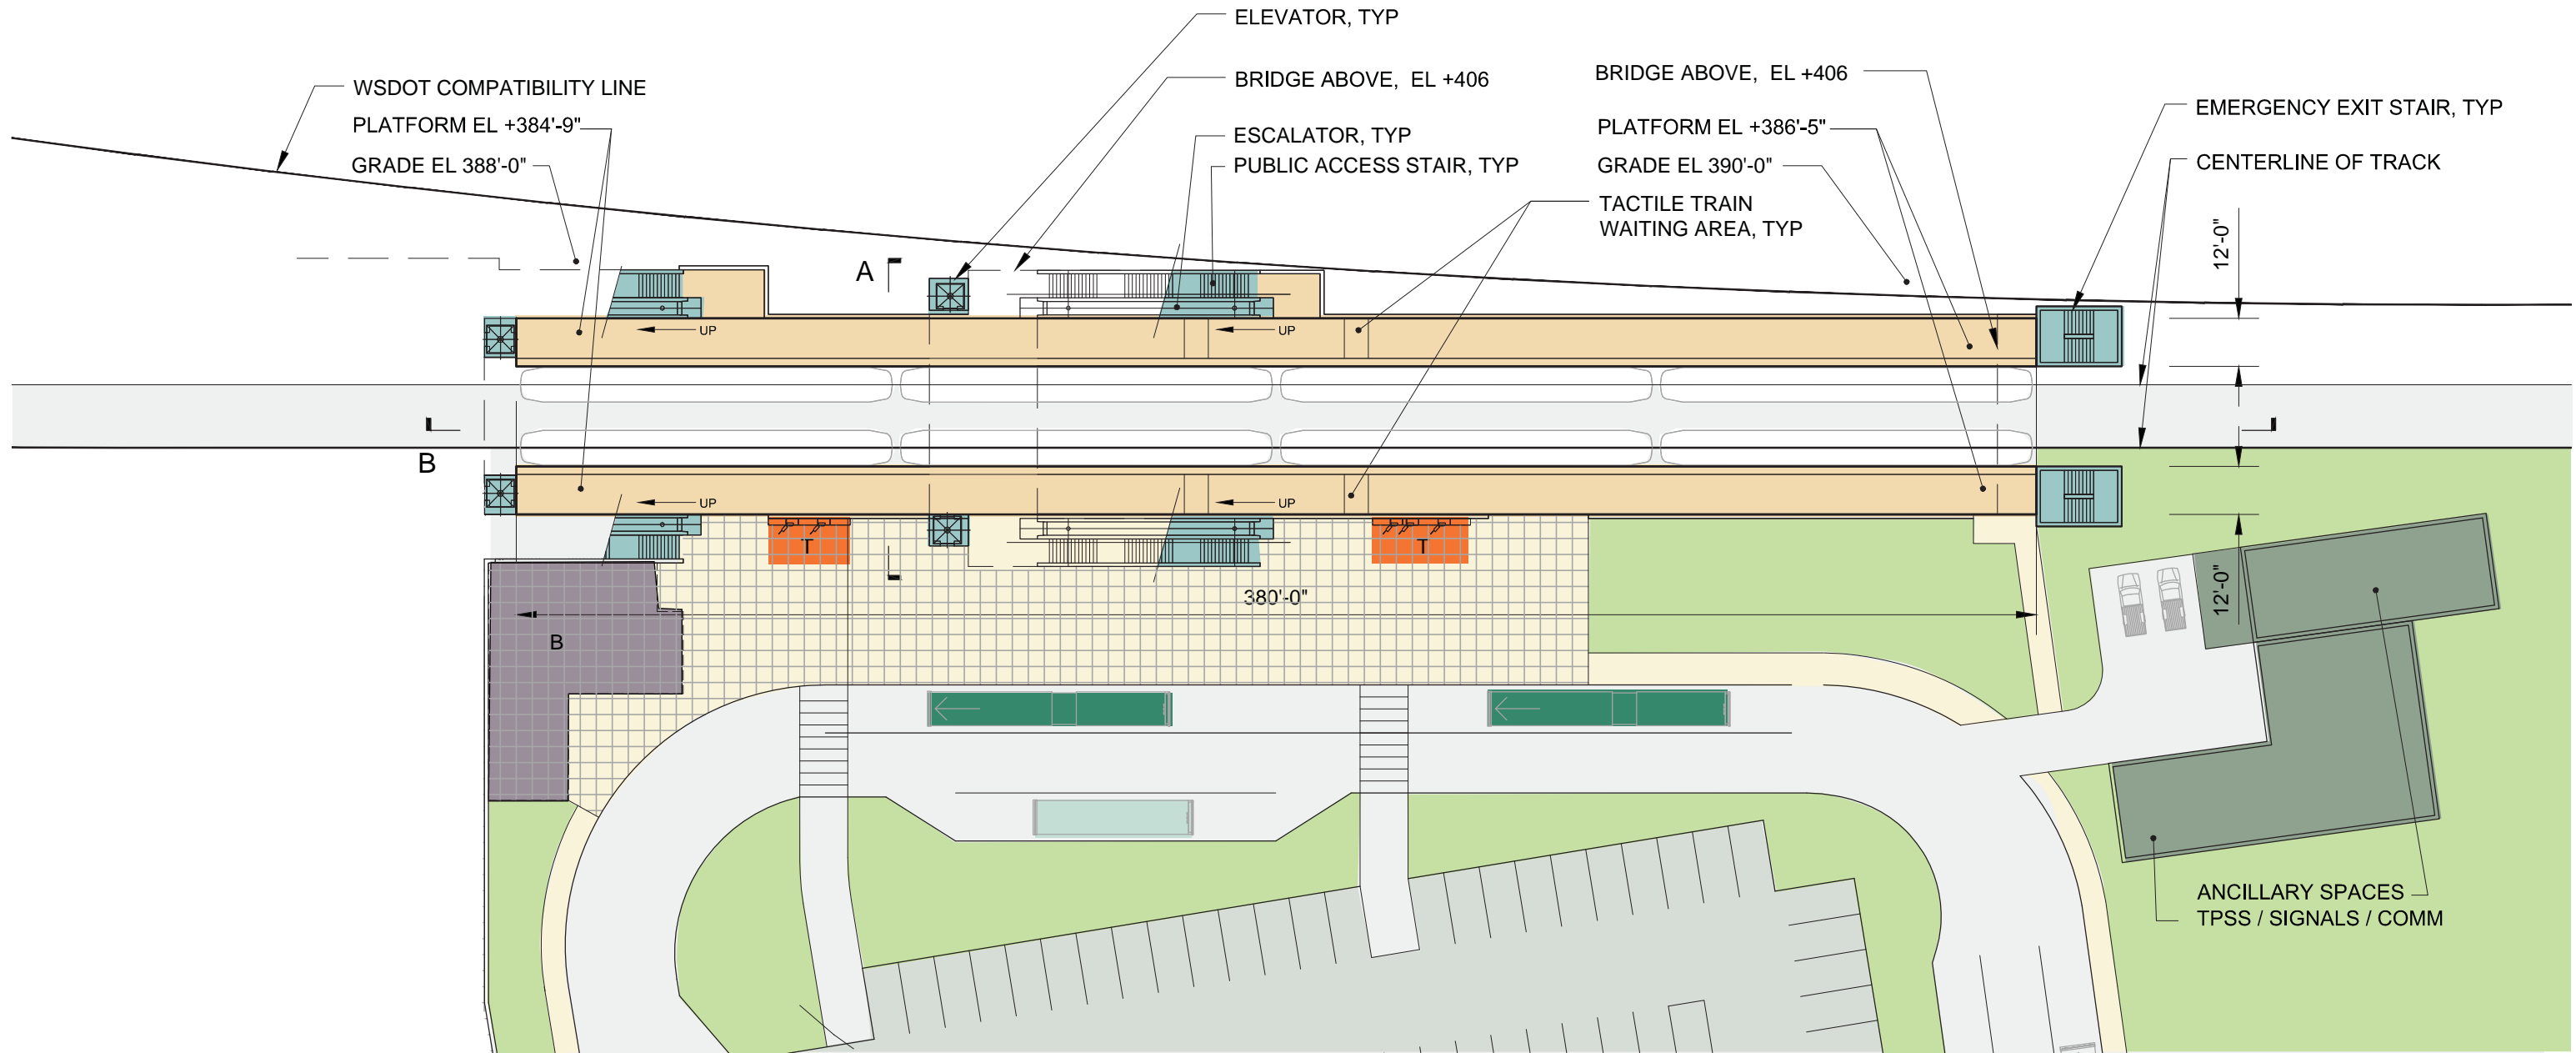 ELEVATOR, TYP
BRIDGE ABOVE, EL +406
BRIDGE ABOVE, EL +406
WSDOT COMPATIBILITY LINE
PLATFORM EL +384'-9"
GRADE EL 388'-0"
ESCALATOR, TYP
PUBLIC ACCESS STAIR, TYP
PLATFORM EL +386'-5"
GRADE EL 390'-0"
TACTILE TRAIN
WAITING AREA, TYP
EMERGENCY EXIT STAIR, TYP
CENTERLINE OF TRACK
12'-0"
A
UP
UP
B
UP
UP
T
T
380'-0"
B
12'-0"
ANCILLARY SPACES
TPSS / SIGNALS / COMM